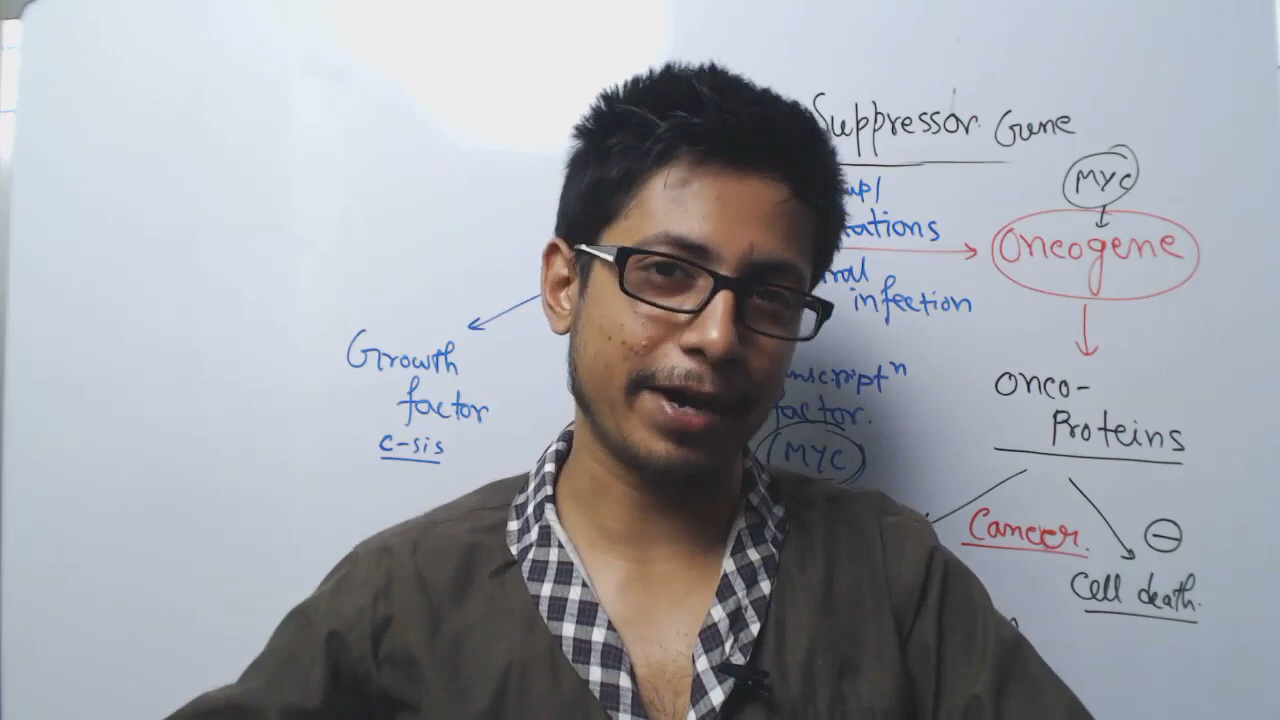 Suppressor Gene
MYC
Oncogene
infection
Growth
factor
c-sis
factor.
(MYC)
Onco-
Proteins
Cancer.
⊖
Cell death.